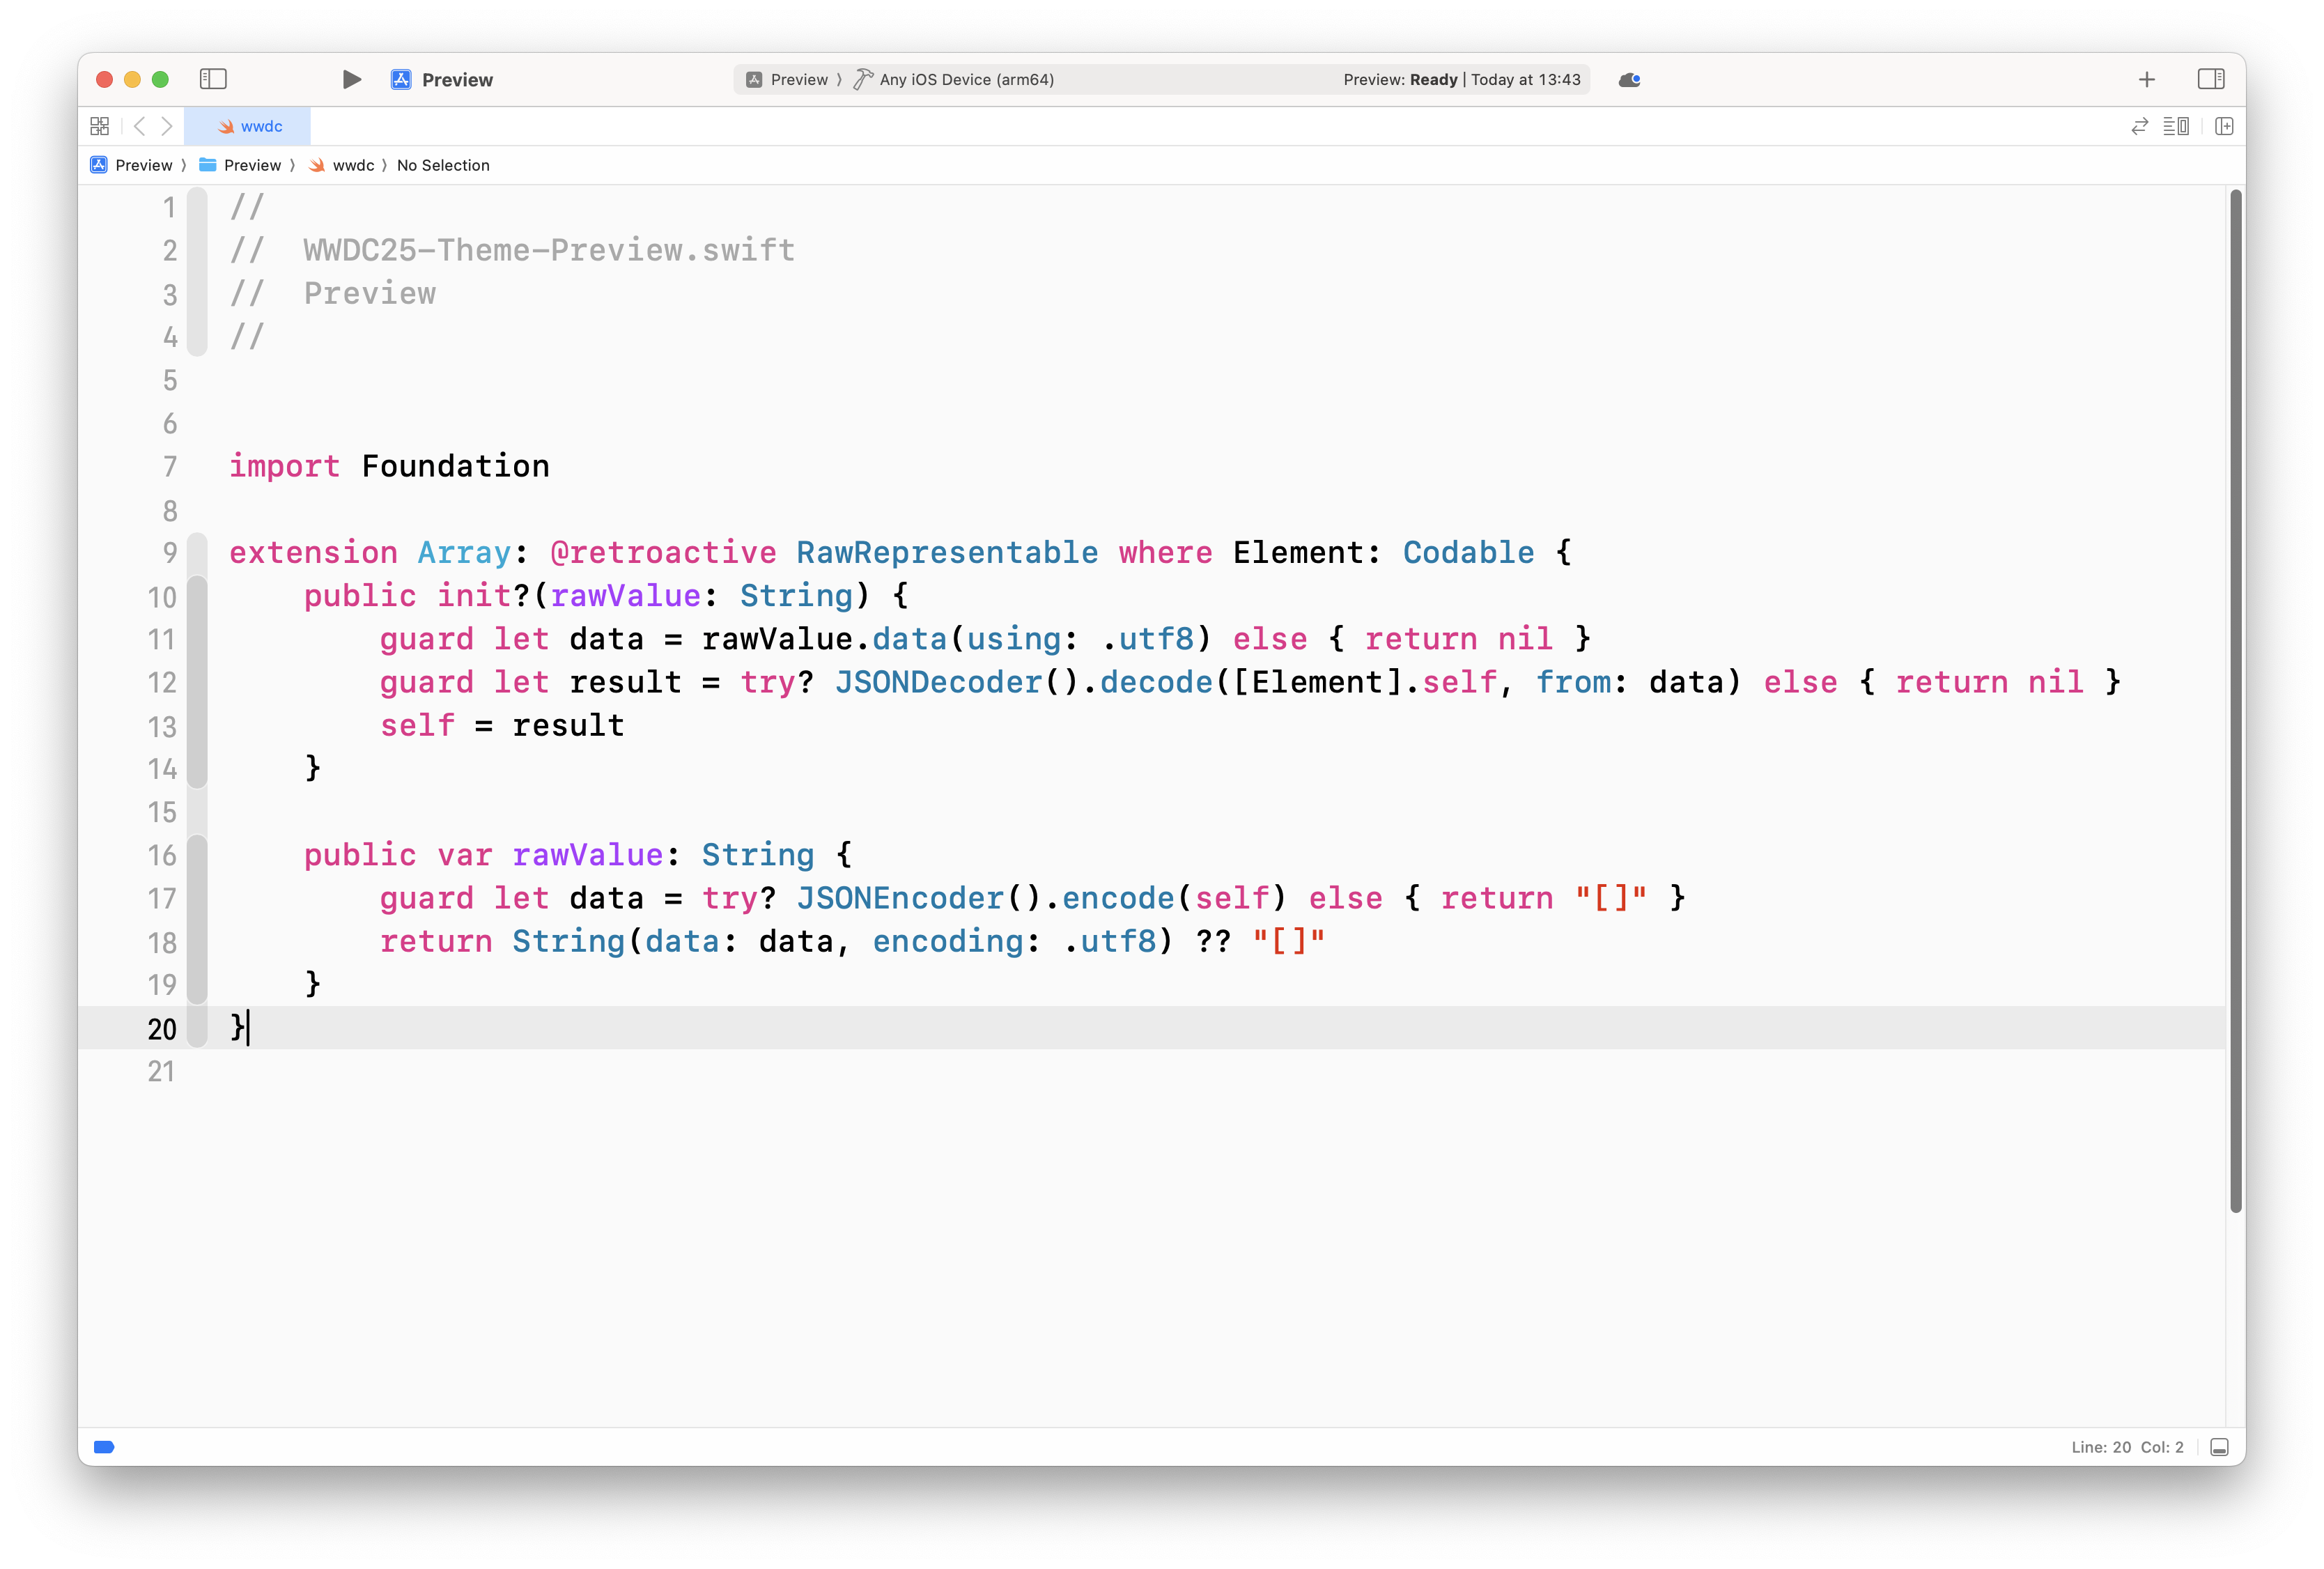 Preview
Preview 〉 Any iOS Device (arm64)
Preview: Ready | Today at 13:43
wwdc
Preview 〉 Preview 〉 wwdc 〉 No Selection
1 //
2 //  WWDC25-Theme-Preview.swift
3 //  Preview
4 //
5
6
7 import Foundation
8
9 extension Array: @retroactive RawRepresentable where Element: Codable {
10     public init?(rawValue: String) {
11         guard let data = rawValue.data(using: .utf8) else { return nil }
12         guard let result = try? JSONDecoder().decode([Element].self, from: data) else { return nil }
13         self = result
14     }
15
16     public var rawValue: String {
17         guard let data = try? JSONEncoder().encode(self) else { return "[]" }
18         return String(data: data, encoding: .utf8) ?? "[]"
19     }
20 }
21
Line: 20  Col: 2